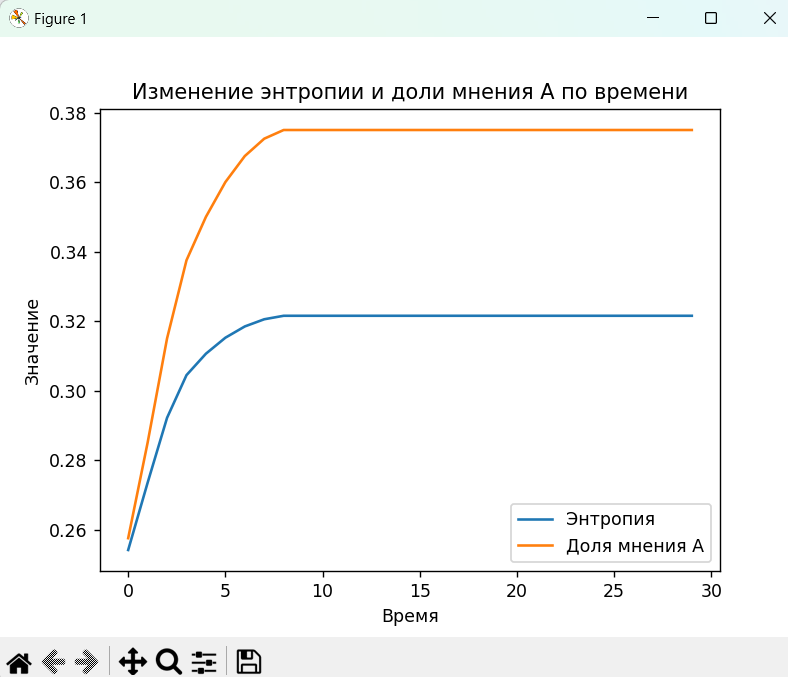 Figure 1
Изменение энтропии и доли мнения A по времени
0.38
0.36
0.34
0.32
0.30
0.28
0.26
Значение
Энтропия
Доля мнения A
0 5 10 15 20 25 30
Время